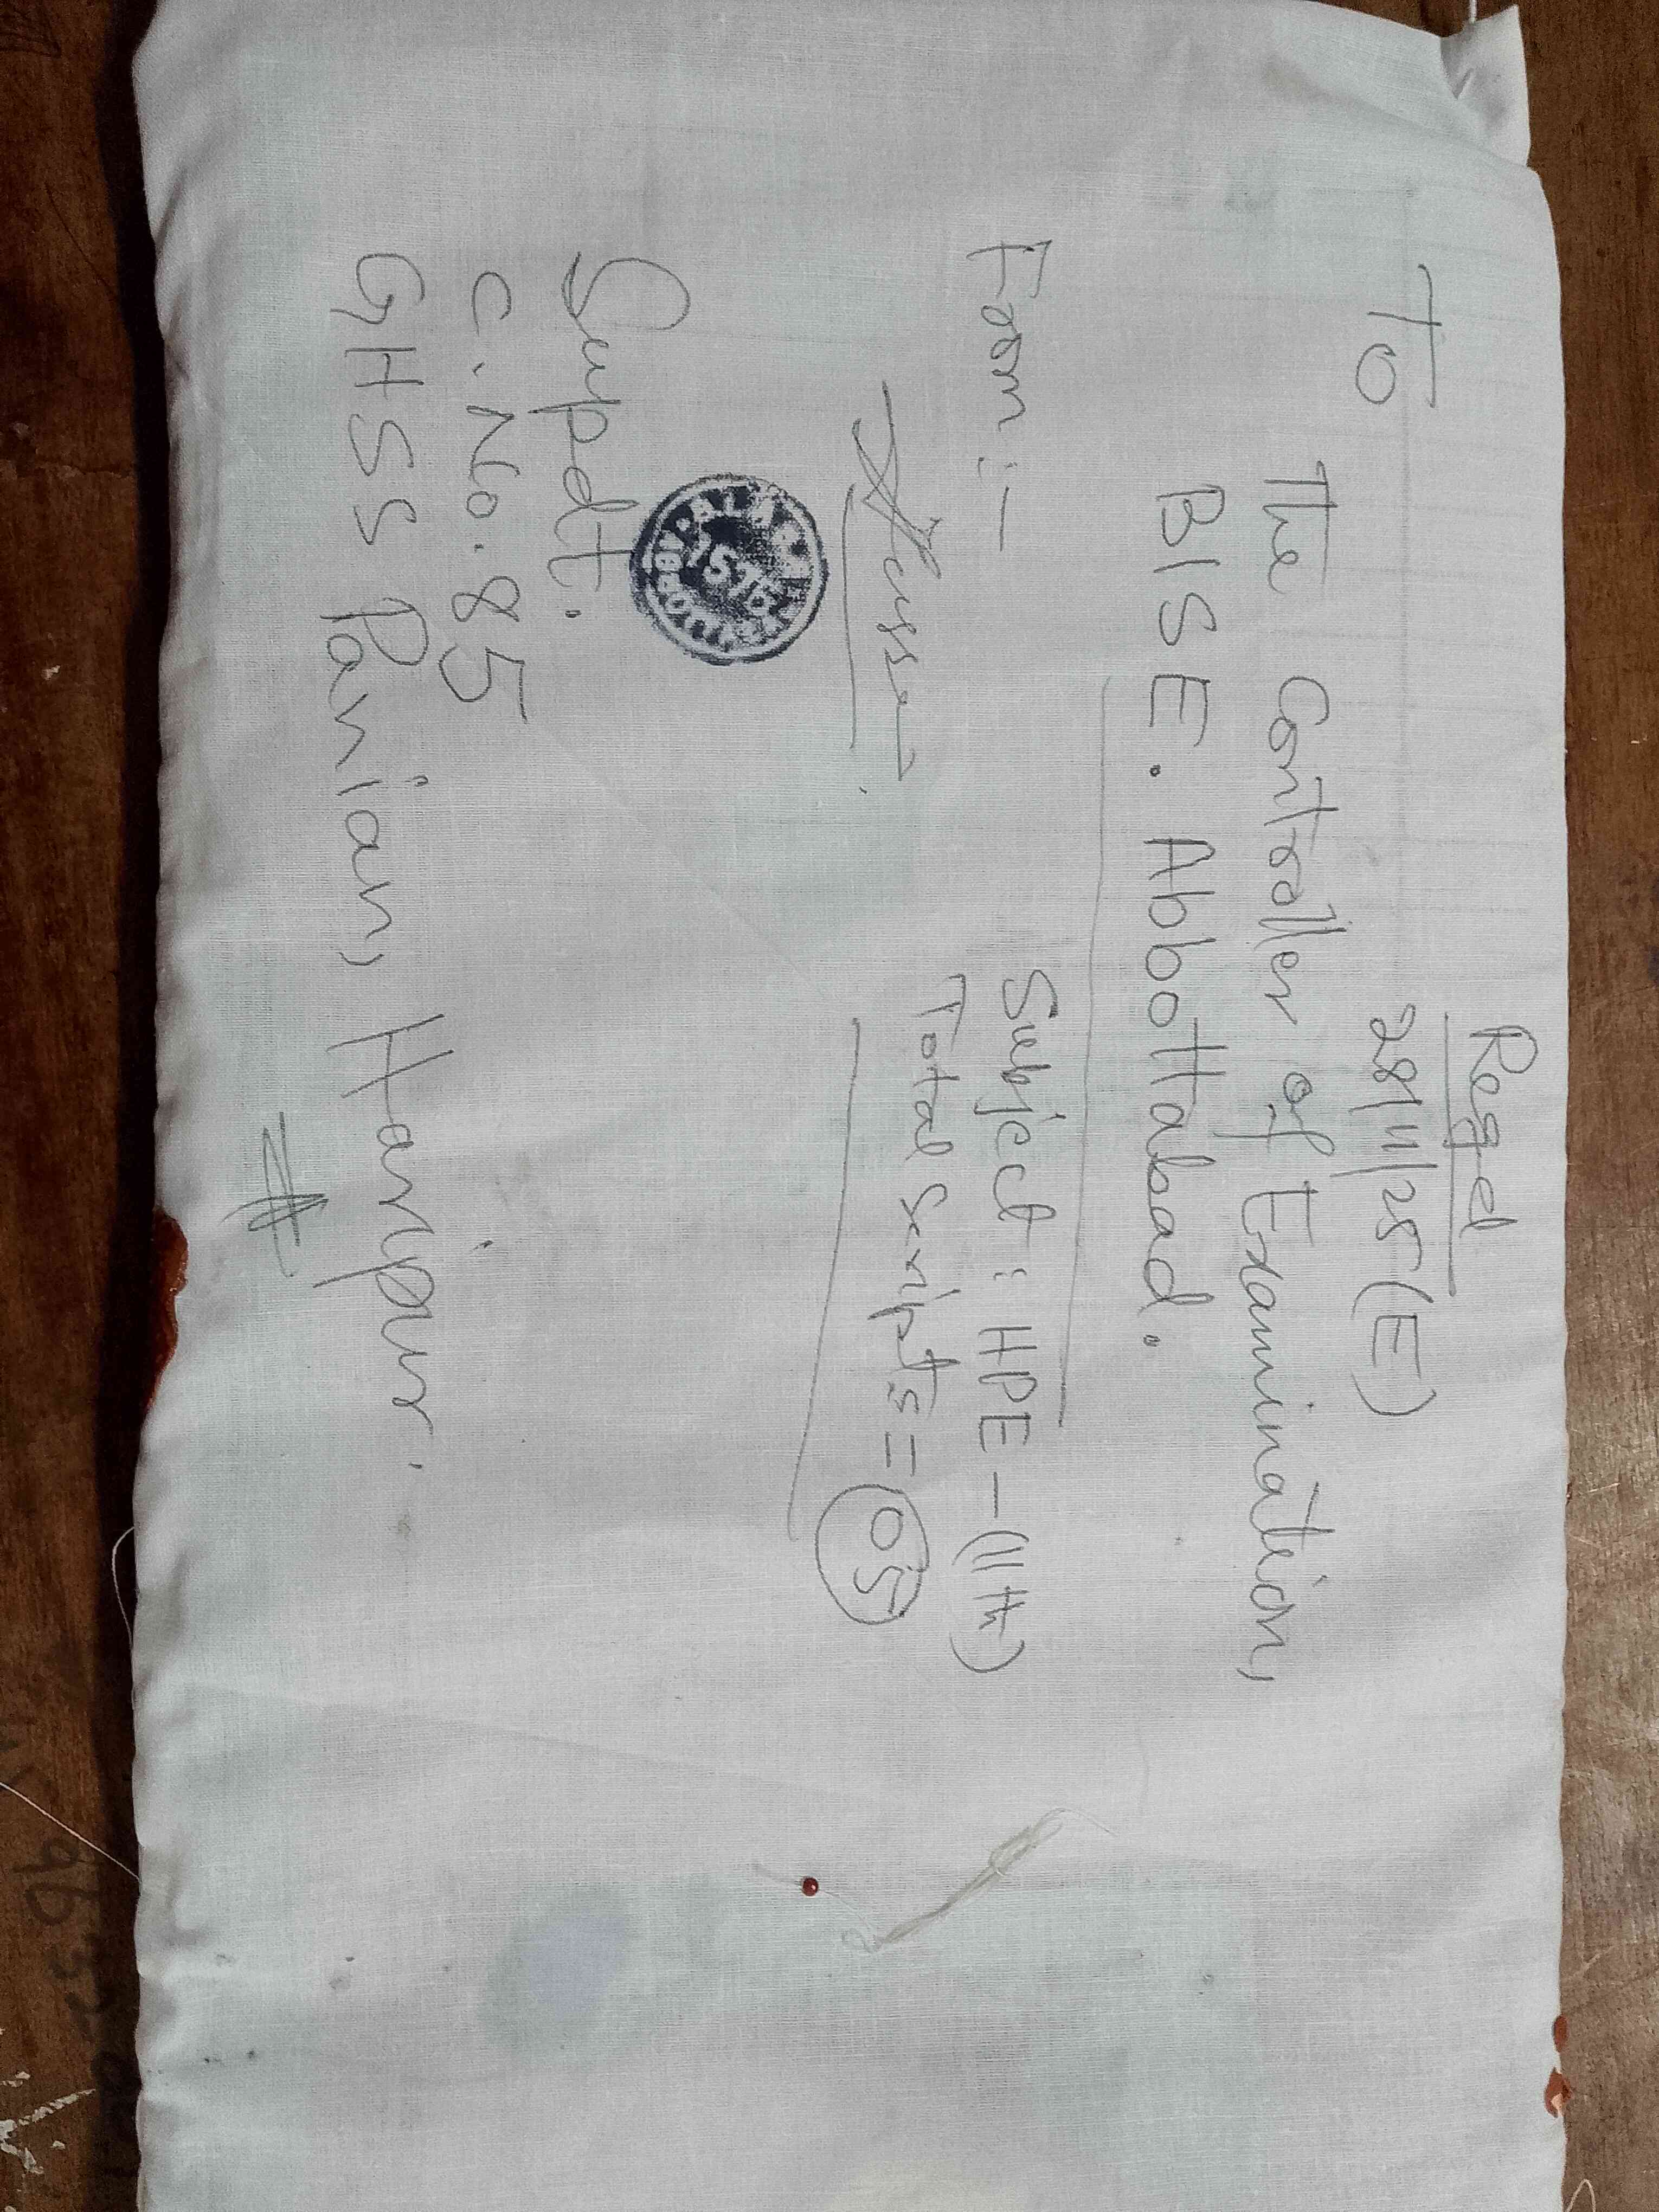 Regd
To 28/4/25(E)
The Controller of Examination,
BISE. Abbottabad.
From :-
Subject : HPE-(11th)
Total Scripts = 05
Supdt.
C.No.85
GHSS Panian, Haripur.